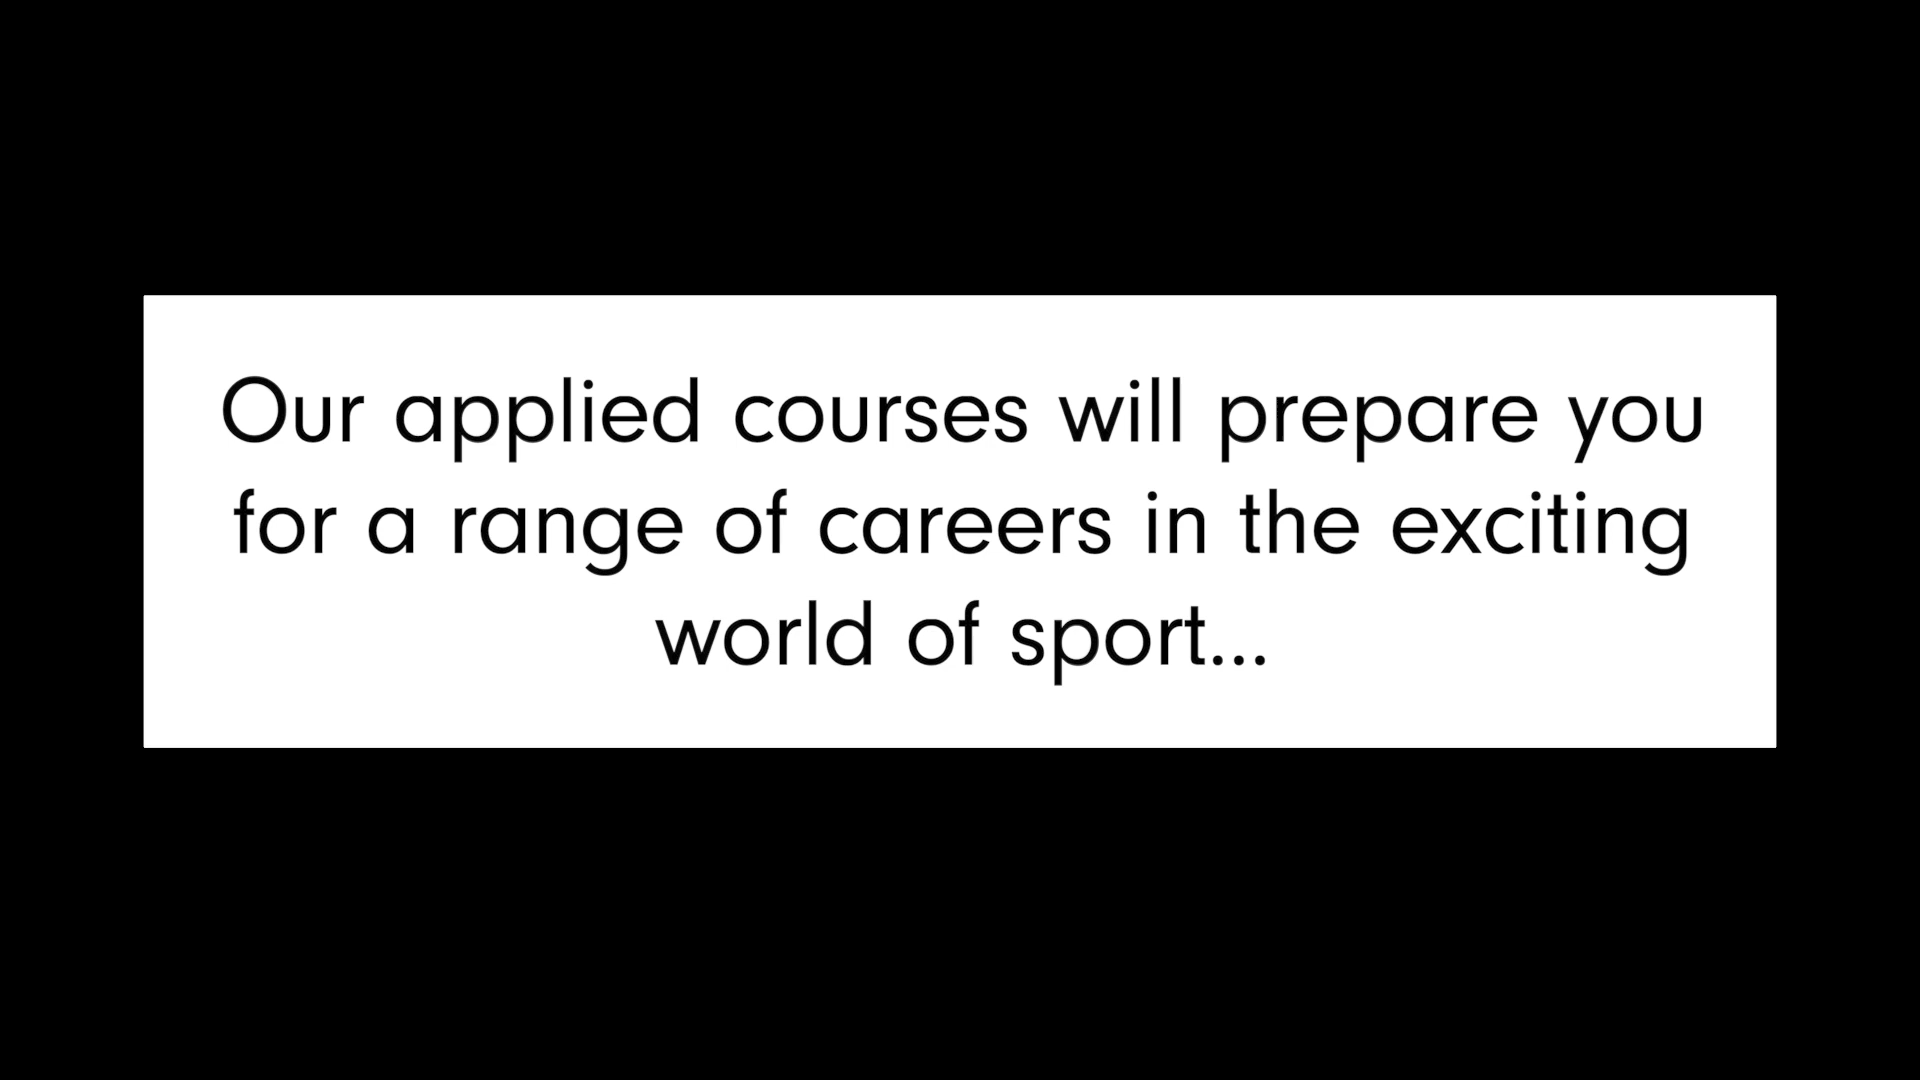 Our applied courses will prepare you
for a range of careers in the exciting
world of sport...